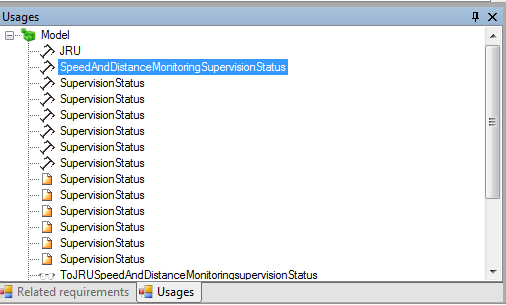 Usages
Model
JRU
SpeedAndDistanceMonitoringSupervisionStatus
SupervisionStatus
SupervisionStatus
SupervisionStatus
SupervisionStatus
SupervisionStatus
SupervisionStatus
SupervisionStatus
SupervisionStatus
SupervisionStatus
SupervisionStatus
SupervisionStatus
SupervisionStatus
ToJRUSpeedAndDistanceMonitoringsupervisionStatus
Related requirements Usages